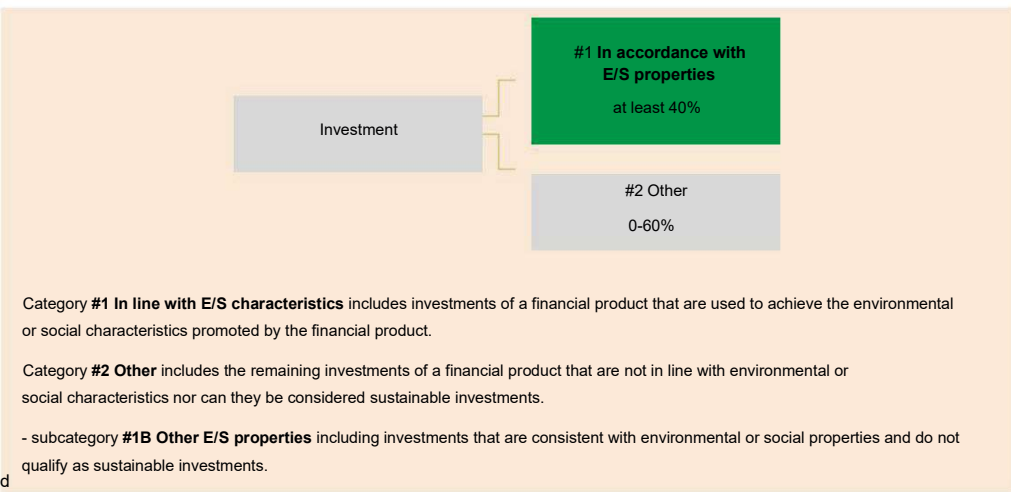 #1 In accordance with
E/S properties
at least 40%
Investment
#2 Other
0-60%
Category #1 In line with E/S characteristics includes investments of a financial product that are used to achieve the environmental
or social characteristics promoted by the financial product.
Category #2 Other includes the remaining investments of a financial product that are not in line with environmental or
social characteristics nor can they be considered sustainable investments.
- subcategory #1B Other E/S properties including investments that are consistent with environmental or social properties and do not
qualify as sustainable investments.
d